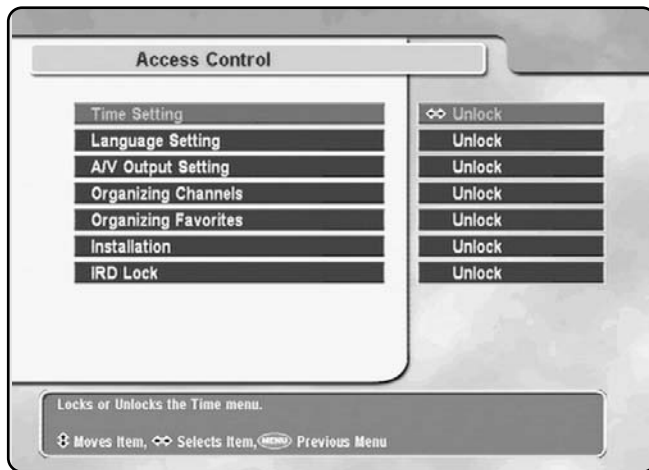 Access Control
Time Setting Unlock
Language Setting Unlock
A/V Output Setting Unlock
Organizing Channels Unlock
Organizing Favorites Unlock
Installation Unlock
IRD Lock Unlock
Locks or Unlocks the Time menu.
Moves Item, Selects Item, MENU Previous Menu